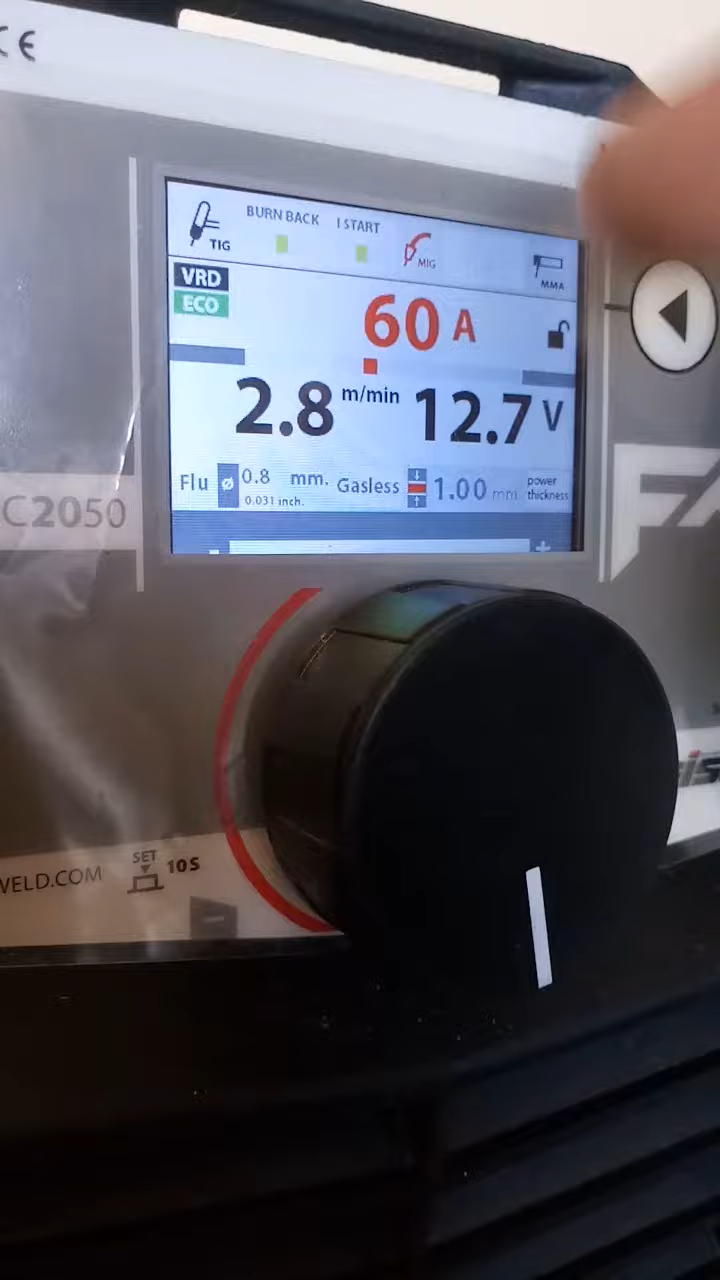 CE
TIG
BURN BACK
I START
MIG
MMA
VRD
ECO
60 A
2.8 m/min 12.7 V
Flu ø 0.8 mm. Gasless 1.00 mm power thickness
0.031 inch.
C2050
FA
SET
10S
WELD.COM
- +